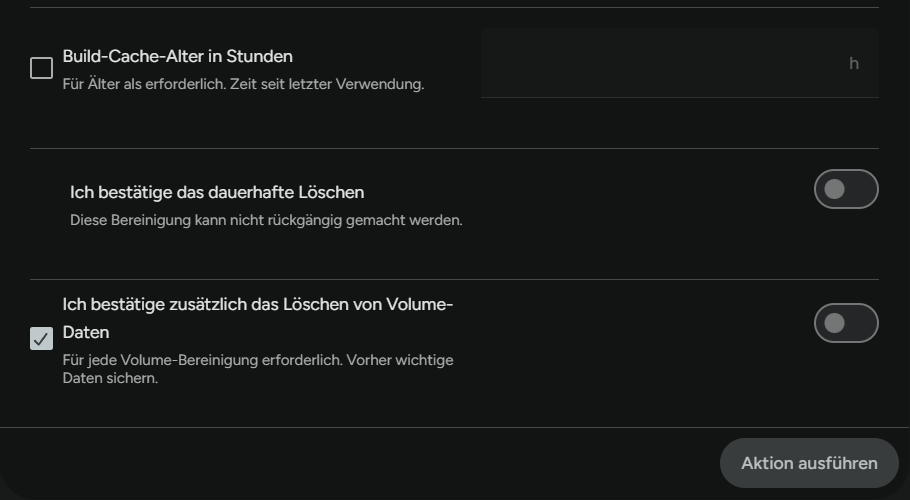 Build-Cache-Alter in Stunden
Für Älter als erforderlich. Zeit seit letzter Verwendung.
h
Ich bestätige das dauerhafte Löschen
Diese Bereinigung kann nicht rückgängig gemacht werden.
Ich bestätige zusätzlich das Löschen von Volume-
Daten
Für jede Volume-Bereinigung erforderlich. Vorher wichtige
Daten sichern.
Aktion ausführen